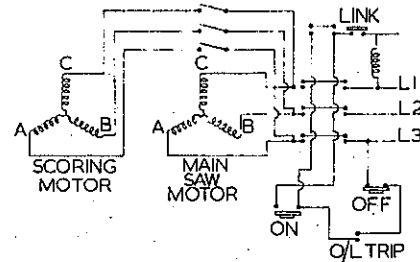 LINK
C
C
L1
L2
A
B
A
B
L3
SCORING
MOTOR
MAIN
SAW
MOTOR
OFF
ON
O/L TRIP